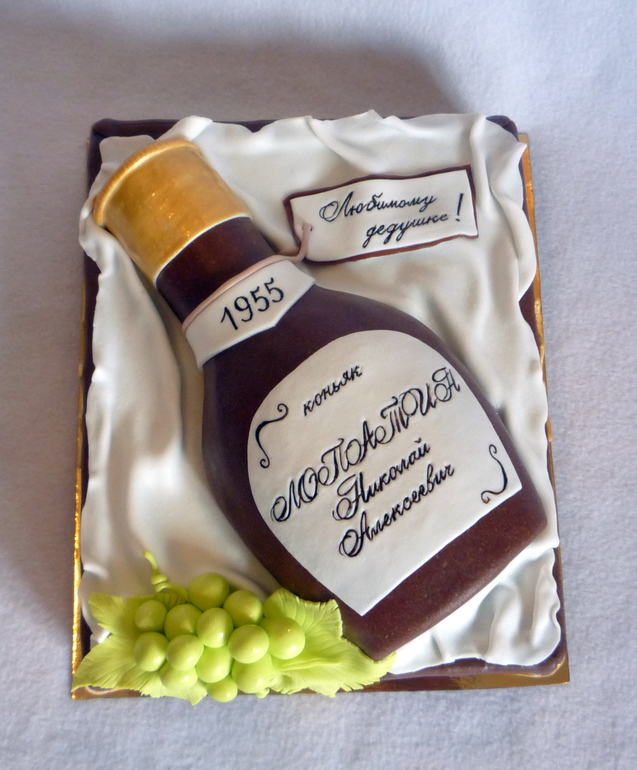 Любимому
дедушке!
1955
коньяк
ЛОПАТИН
Николай
Алексеевич